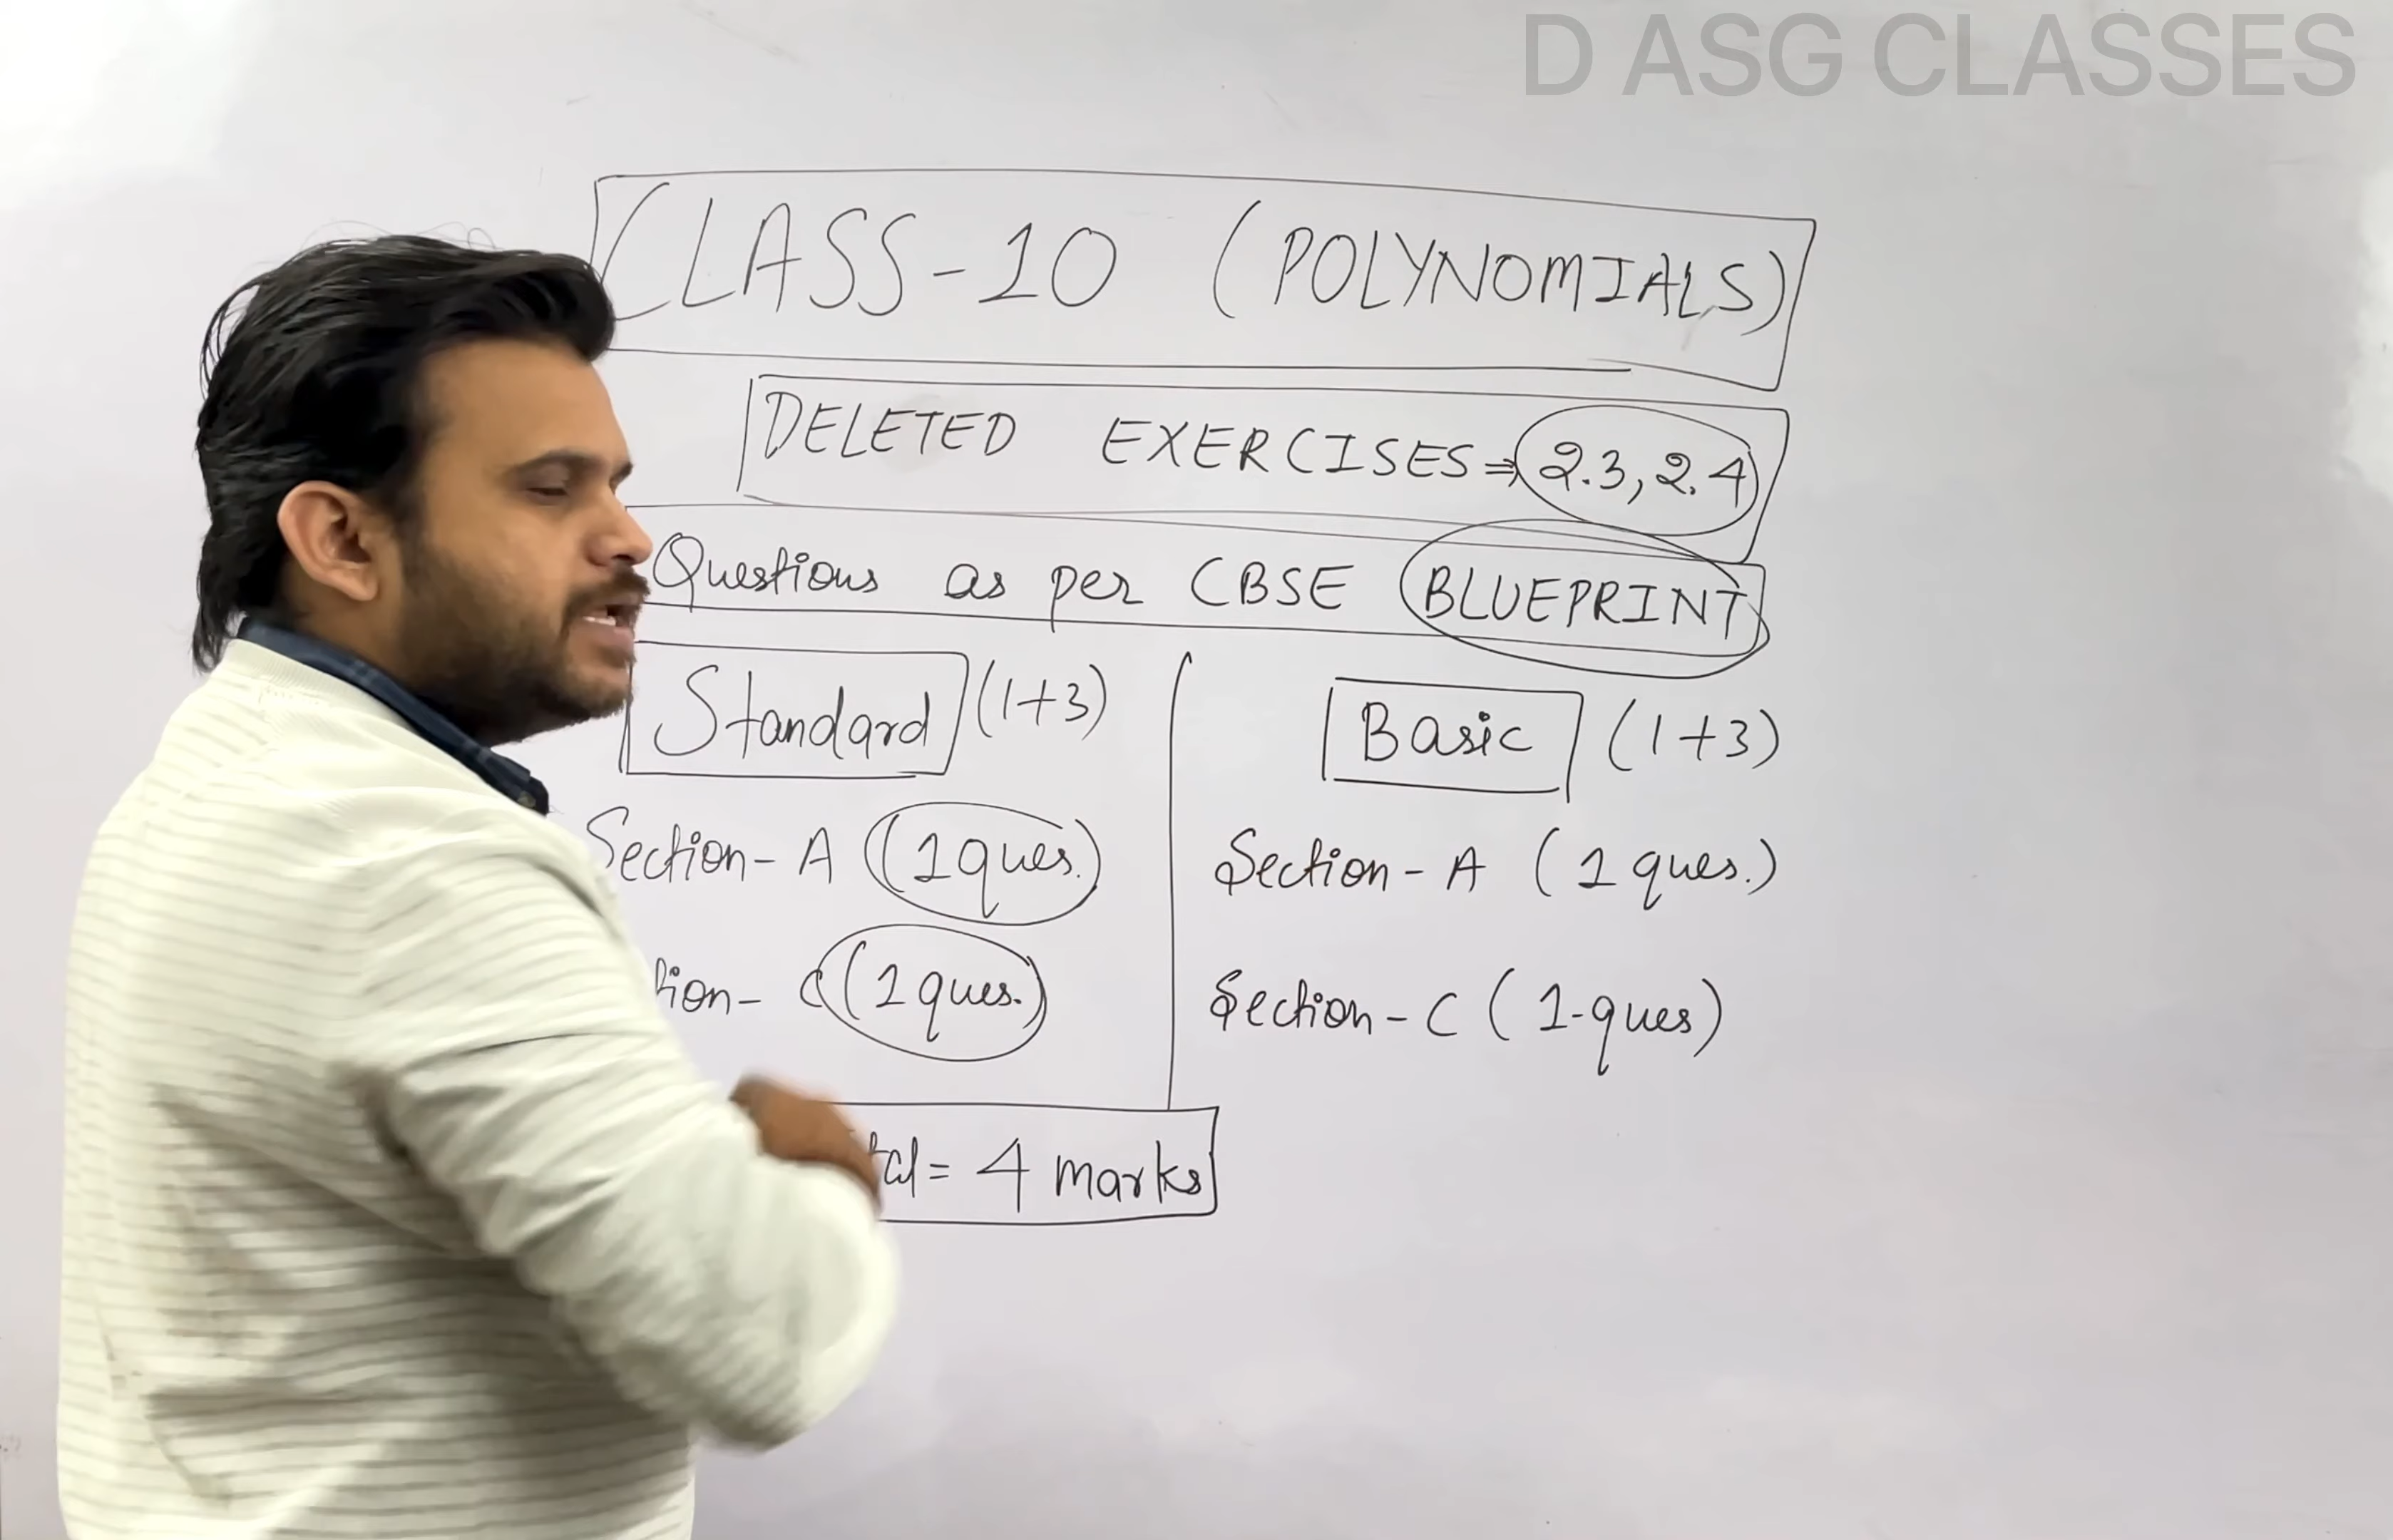 D ASG CLASSES
CLASS-10 (POLYNOMIALS)
DELETED EXERCISES ⇒ 2.3, 2.4
Questions as per CBSE BLUEPRINT
Standard (1+3)
Section - A (1 ques.)
C (1 ques.)
= 4 marks
Basic (1+3)
Section - A (1 ques.)
Section - C (1-ques)